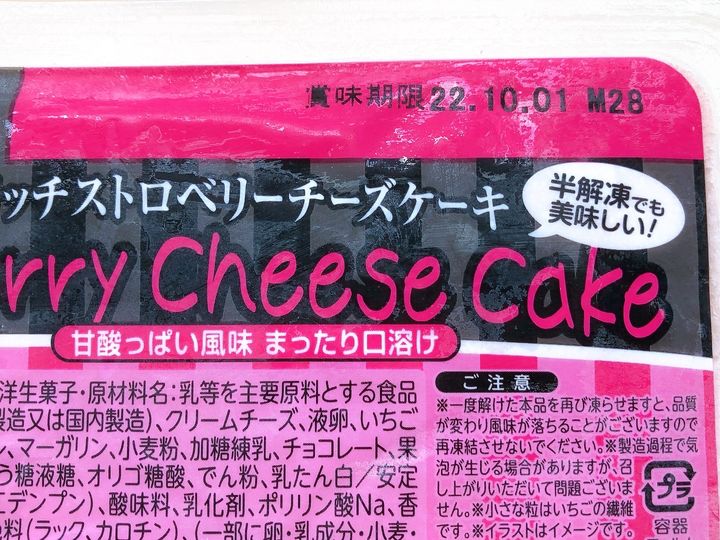 賞味期限22.10.01 M28
ッチストロベリーチーズケーキ
半解凍でも
美味しい!
rry Cheese Cake
甘酸っぱい風味 まったり口溶け
洋生菓子・原材料名:乳等を主要原料とする食品
製造又は国内製造)、クリームチーズ、液卵、いちご
ン、マーガリン、小麦粉、加糖練乳、チョコレート、果
う糖液糖、オリゴ糖酸、でん粉、乳たん白/安定
エデンプン)、酸味料、乳化剤、ポリリン酸Na、香
料(ラック、カロチン)、(一部に卵・乳成分・小麦・
ご注意
※一度解けた本品を再び凍らせますと、品質
が変わり風味が落ちることがございますので
再凍結させないでください。※製造過程で気
泡が生じる場合がありますが、召
し上がりいただいて問題ございま
せん。※小さな粒はいちごの繊維
です。※イラストはイメージです。
プラ
容器